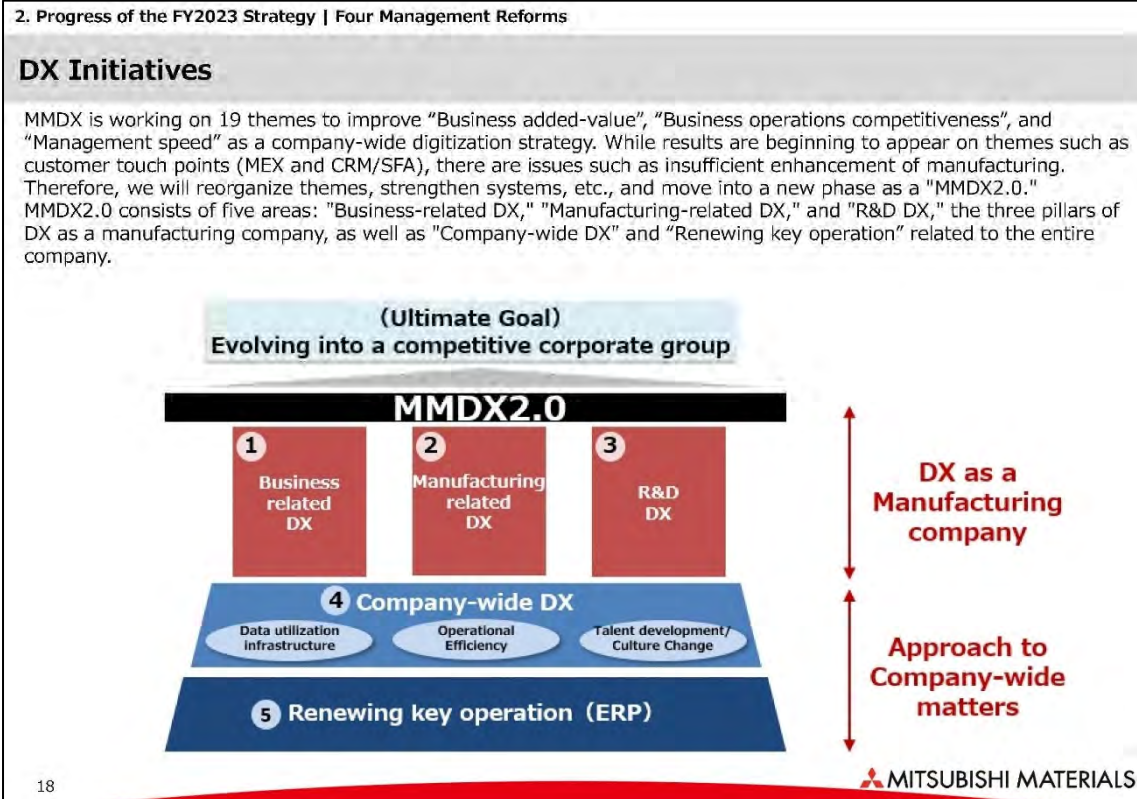 2. Progress of the FY2023 Strategy | Four Management Reforms
DX Initiatives
MMDX is working on 19 themes to improve “Business added-value”, “Business operations competitiveness”, and
“Management speed” as a company-wide digitization strategy. While results are beginning to appear on themes such as
customer touch points (MEX and CRM/SFA), there are issues such as insufficient enhancement of manufacturing.
Therefore, we will reorganize themes, strengthen systems, etc., and move into a new phase as a "MMDX2.0."
MMDX2.0 consists of five areas: "Business-related DX," "Manufacturing-related DX," and "R&D DX," the three pillars of
DX as a manufacturing company, as well as "Company-wide DX" and “Renewing key operation” related to the entire
company.
(Ultimate Goal)
Evolving into a competitive corporate group
MMDX2.0
1
Business
related
DX
2
Manufacturing
related
DX
3
R&D
DX
DX as a
Manufacturing
company
4 Company-wide DX
Data utilization
infrastructure
Operational
Efficiency
Talent development/
Culture Change
5 Renewing key operation (ERP)
Approach to
Company-wide
matters
18
MITSUBISHI MATERIALS